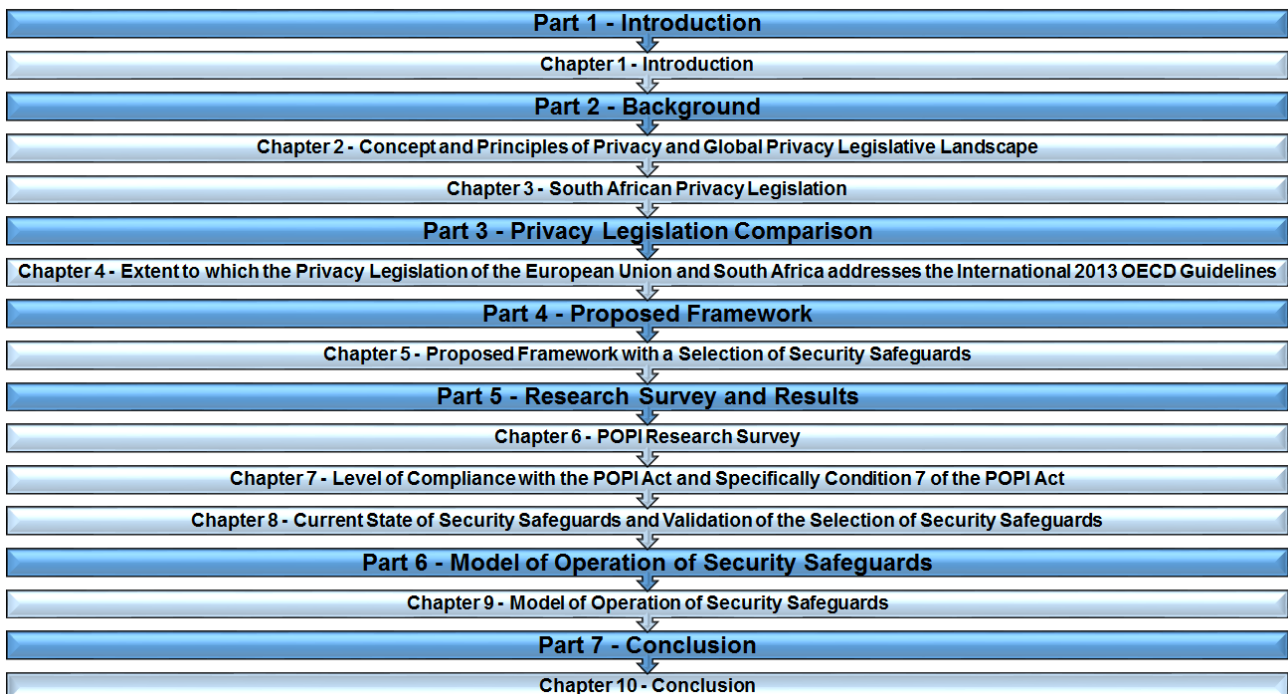 Part 1 - Introduction
Chapter 1 - Introduction
Part 2 - Background
Chapter 2 - Concept and Principles of Privacy and Global Privacy Legislative Landscape
Chapter 3 - South African Privacy Legislation
Part 3 - Privacy Legislation Comparison
Chapter 4 - Extent to which the Privacy Legislation of the European Union and South Africa addresses the International 2013 OECD Guidelines
Part 4 - Proposed Framework
Chapter 5 - Proposed Framework with a Selection of Security Safeguards
Part 5 - Research Survey and Results
Chapter 6 - POPI Research Survey
Chapter 7 - Level of Compliance with the POPI Act and Specifically Condition 7 of the POPI Act
Chapter 8 - Current State of Security Safeguards and Validation of the Selection of Security Safeguards
Part 6 - Model of Operation of Security Safeguards
Chapter 9 - Model of Operation of Security Safeguards
Part 7 - Conclusion
Chapter 10 - Conclusion